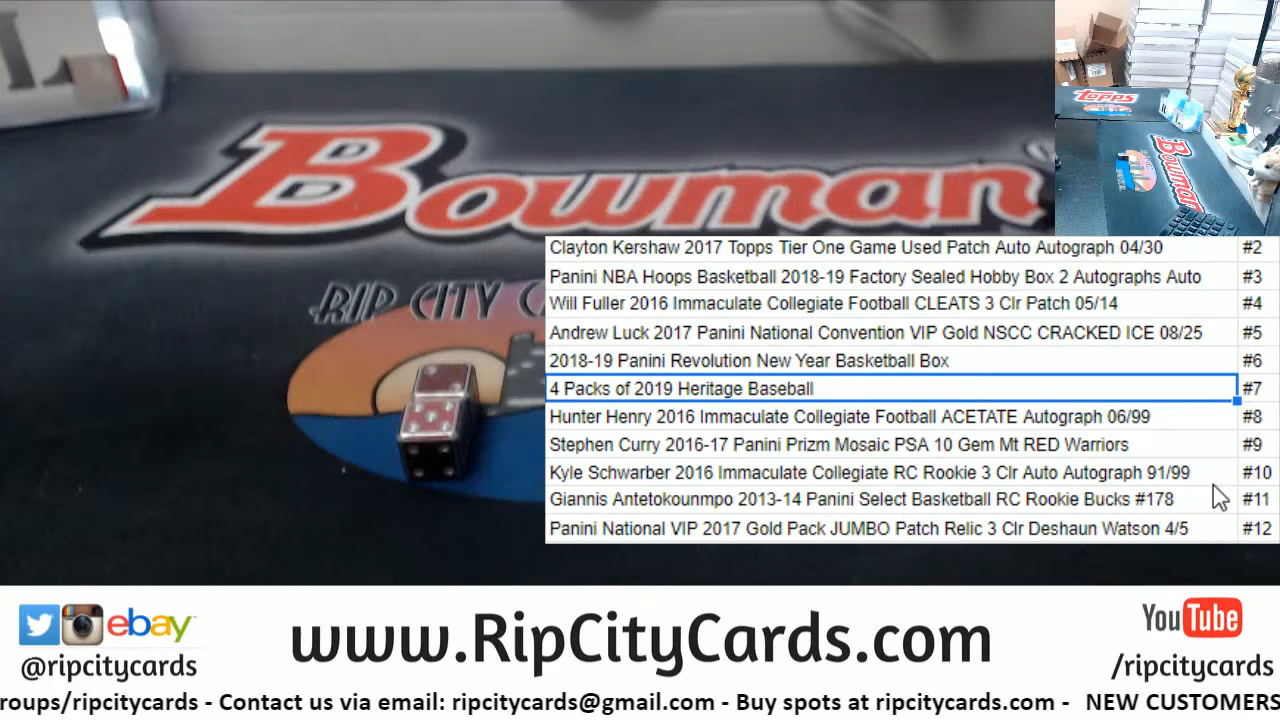 Bowman
RIP CITY
topps
Bowman
Clayton Kershaw 2017 Topps Tier One Game Used Patch Auto Autograph 04/30 #2
Panini NBA Hoops Basketball 2018-19 Factory Sealed Hobby Box 2 Autographs Auto #3
Will Fuller 2016 Immaculate Collegiate Football CLEATS 3 Clr Patch 05/14 #4
Andrew Luck 2017 Panini National Convention VIP Gold NSCC CRACKED ICE 08/25 #5
2018-19 Panini Revolution New Year Basketball Box #6
4 Packs of 2019 Heritage Baseball #7
Hunter Henry 2016 Immaculate Collegiate Football ACETATE Autograph 06/99 #8
Stephen Curry 2016-17 Panini Prizm Mosaic PSA 10 Gem Mt RED Warriors #9
Kyle Schwarber 2016 Immaculate Collegiate RC Rookie 3 Clr Auto Autograph 91/99 #10
Giannis Antetokounmpo 2013-14 Panini Select Basketball RC Rookie Bucks #178 #11
Panini National VIP 2017 Gold Pack JUMBO Patch Relic 3 Clr Deshaun Watson 4/5 #12
ebay
@ripcitycards
www.RipCityCards.com
YouTube
/ripcitycards
roups/ripcitycards - Contact us via email: ripcitycards@gmail.com - Buy spots at ripcitycards.com - NEW CUSTOMERS